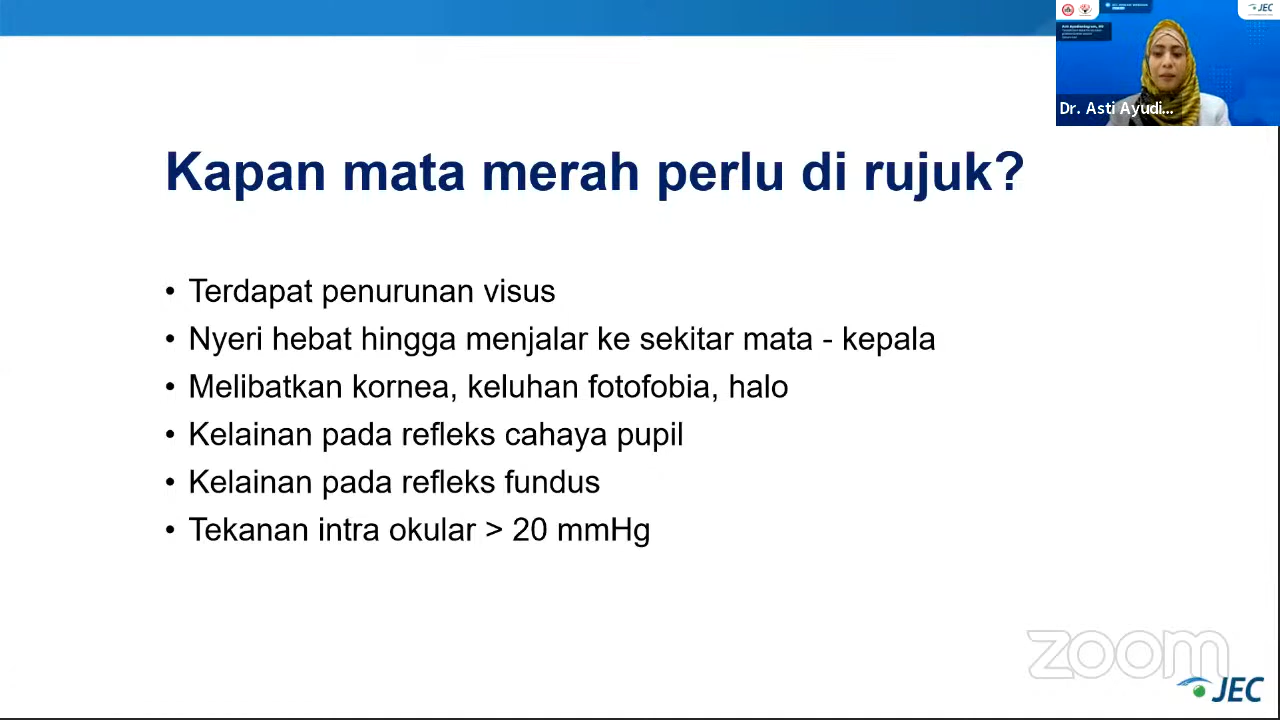 JEC
Dr. Asti Ayudi...
Kapan mata merah perlu di rujuk?
• Terdapat penurunan visus
• Nyeri hebat hingga menjalar ke sekitar mata - kepala
• Melibatkan kornea, keluhan fotofobia, halo
• Kelainan pada refleks cahaya pupil
• Kelainan pada refleks fundus
• Tekanan intra okular > 20 mmHg
zoom
JEC